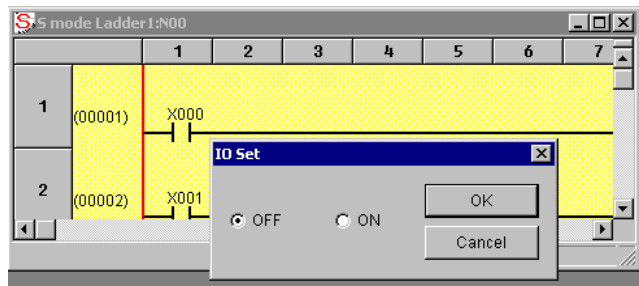 S S mode Ladder1:N00
1 2 3 4 5 6 7
1 (00001) X000
IO Set
2 (00002) X001
OFF ON
OK
Cancel